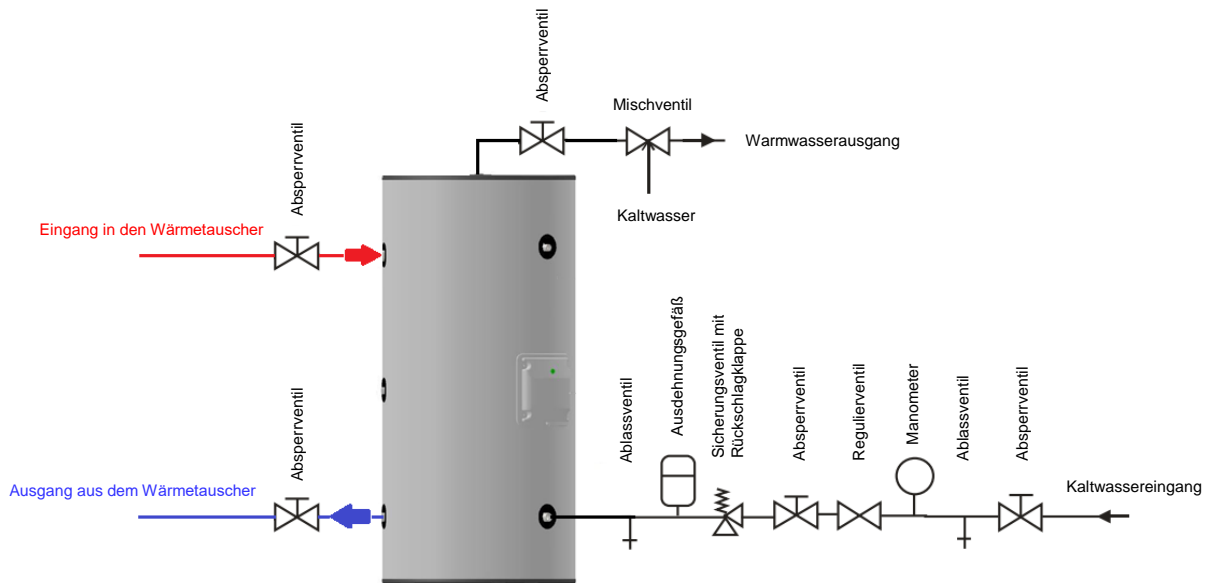 Absperrventil
Mischventil
Warmwasserausgang
Kaltwasser
Absperrventil
Eingang in den Wärmetauscher
Absperrventil
Ausgang aus dem Wärmetauscher
Ablassventil
Ausdehnungsgefäß
Sicherungsventil mit
Rückschlagklappe
Absperrventil
Regulierventil
Manometer
Ablassventil
Absperrventil
Kaltwassereingang